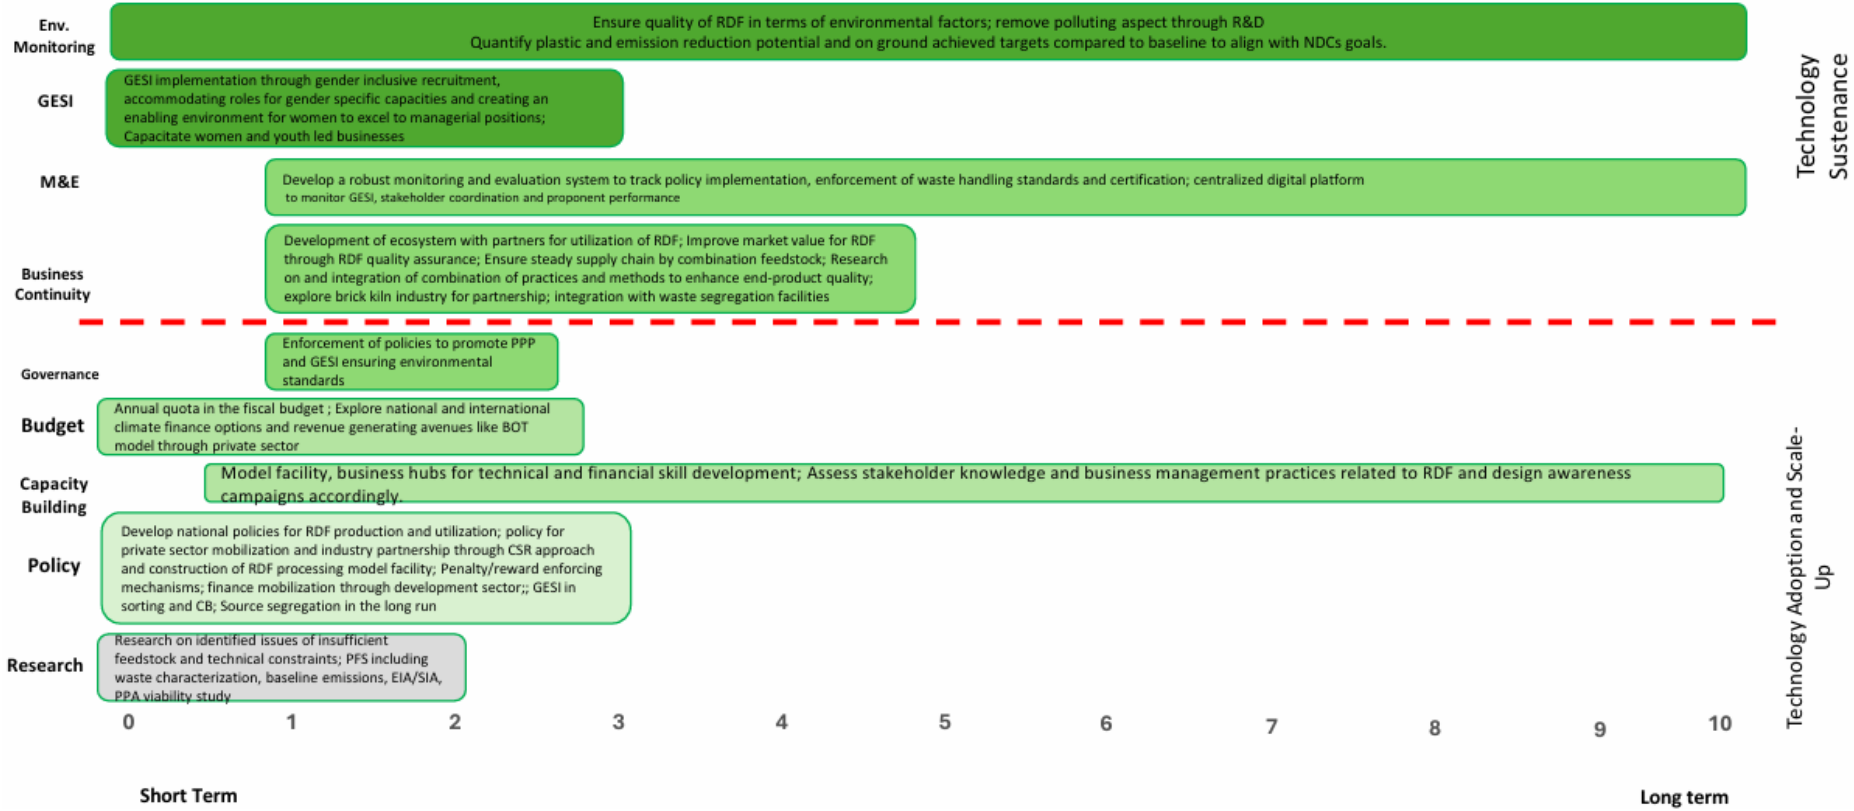 Env.
Monitoring
Ensure quality of RDF in terms of environmental factors; remove polluting aspect through R&D
Quantify plastic and emission reduction potential and on ground achieved targets compared to baseline to align with NDCs goals.
GESI
GESI implementation through gender inclusive recruitment,
accommodating roles for gender specific capacities and creating an
enabling environment for women to excel to managerial positions;
Capacitate women and youth led businesses
M&E
Develop a robust monitoring and evaluation system to track policy implementation, enforcement of waste handling standards and certification; centralized digital platform
to monitor GESI, stakeholder coordination and proponent performance
Business
Continuity
Development of ecosystem with partners for utilization of RDF; Improve market value for RDF
through RDF quality assurance; Ensure steady supply chain by combination feedstock; Research
on and integration of combination of practices and methods to enhance end-product quality;
explore brick kiln industry for partnership; integration with waste segregation facilities
Technology
Sustenance
Governance
Enforcement of policies to promote PPP
and GESI ensuring environmental
standards
Budget
Annual quota in the fiscal budget ; Explore national and international
climate finance options and revenue generating avenues like BOT
model through private sector
Capacity
Building
Model facility, business hubs for technical and financial skill development; Assess stakeholder knowledge and business management practices related to RDF and design awareness
campaigns accordingly.
Policy
Develop national policies for RDF production and utilization; policy for
private sector mobilization and industry partnership through CSR approach
and construction of RDF processing model facility; Penalty/reward enforcing
mechanisms; finance mobilization through development sector;; GESI in
sorting and CB; Source segregation in the long run
Research
Research on identified issues of insufficient
feedstock and technical constraints; PFS including
waste characterization, baseline emissions, EIA/SIA,
PPA viability study
Technology Adoption and Scale-
Up
0 1 2 3 4 5 6 7 8 9 10
Short Term
Long term